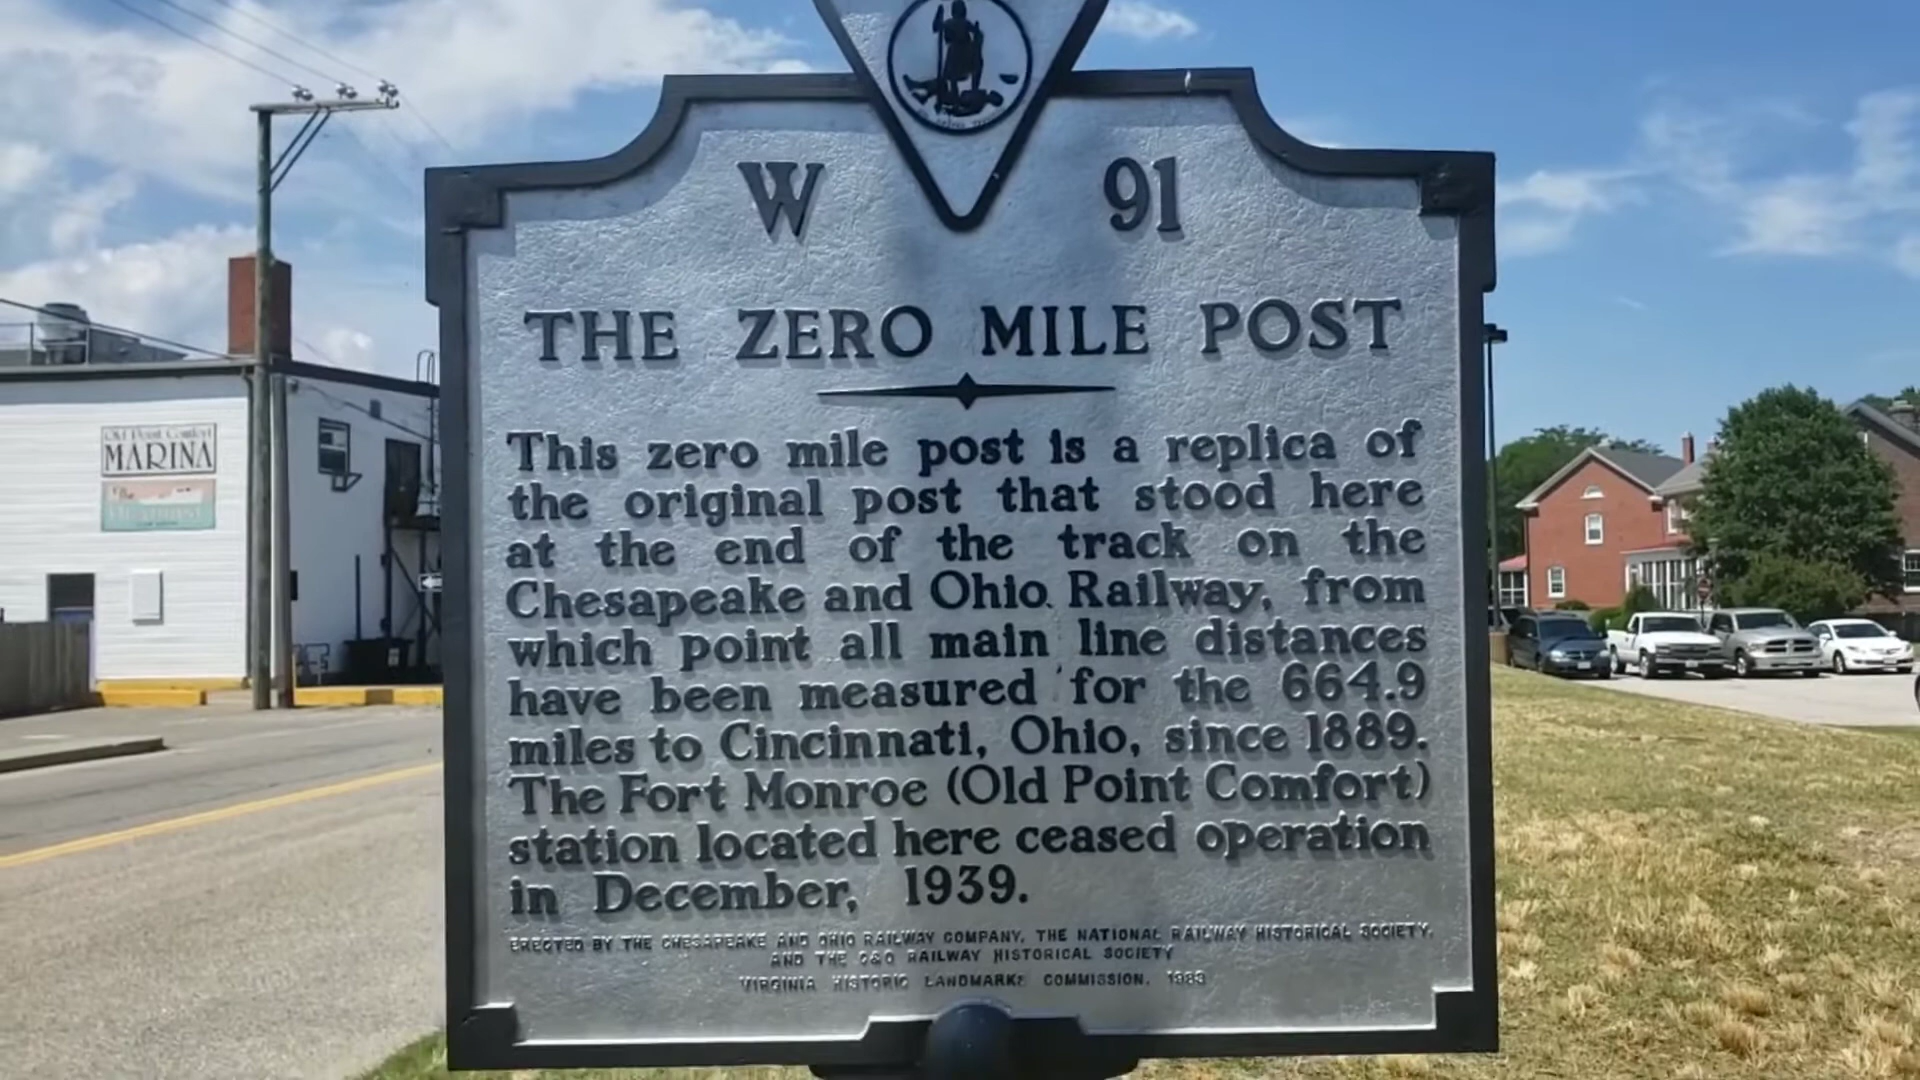 W 91
THE ZERO MILE POST
This zero mile post is a replica of
the original post that stood here
at the end of the track on the
Chesapeake and Ohio Railway, from
which point all main line distances
have been measured for the 664.9
miles to Cincinnati, Ohio, since 1889.
The Fort Monroe (Old Point Comfort)
station located here ceased operation
in December, 1939.
ERECTED BY THE CHESAPEAKE AND OHIO RAILWAY COMPANY, THE NATIONAL RAILWAY HISTORICAL SOCIETY,
AND THE C&O RAILWAY HISTORICAL SOCIETY
VIRGINIA HISTORIC LANDMARKS COMMISSION, 1983
Old Point Comfort
MARINA
The